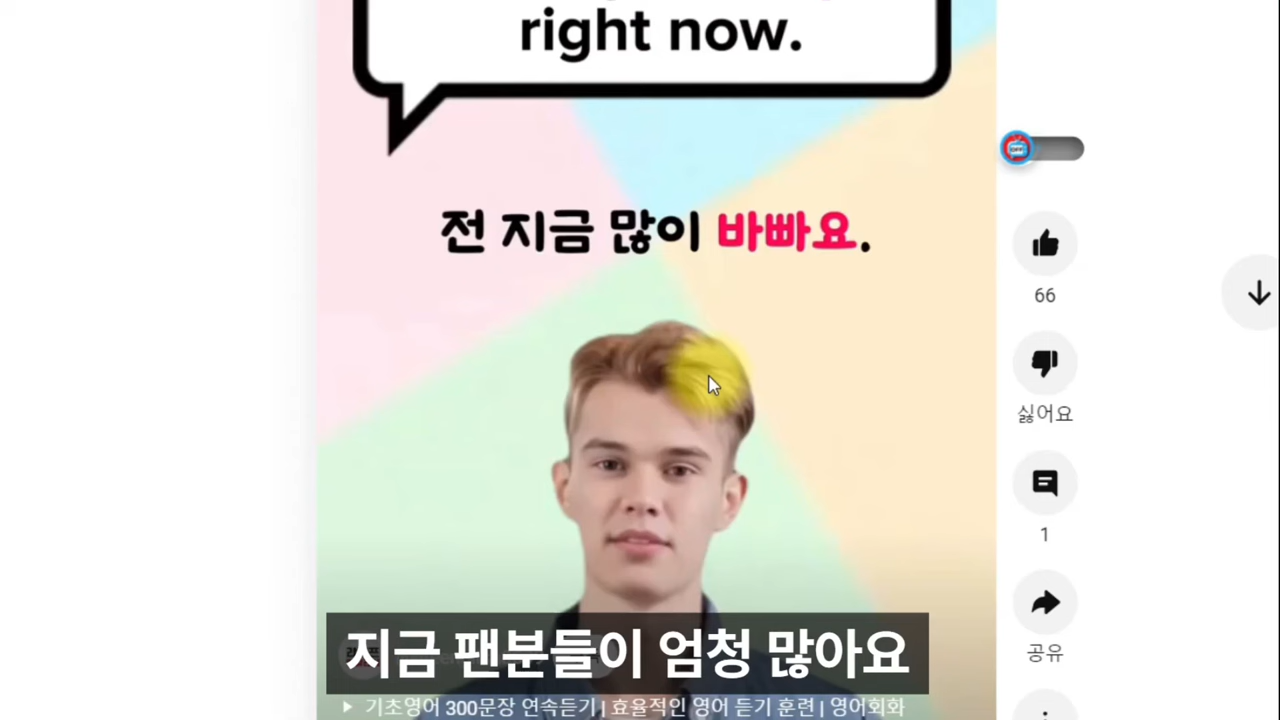 right now.
전 지금 많이 바빠요.
66
싫어요
1
공유
지금 팬분들이 엄청 많아요
기초영어 300문장 연속듣기 | 효율적인 영어 듣기 훈련 | 영어회화